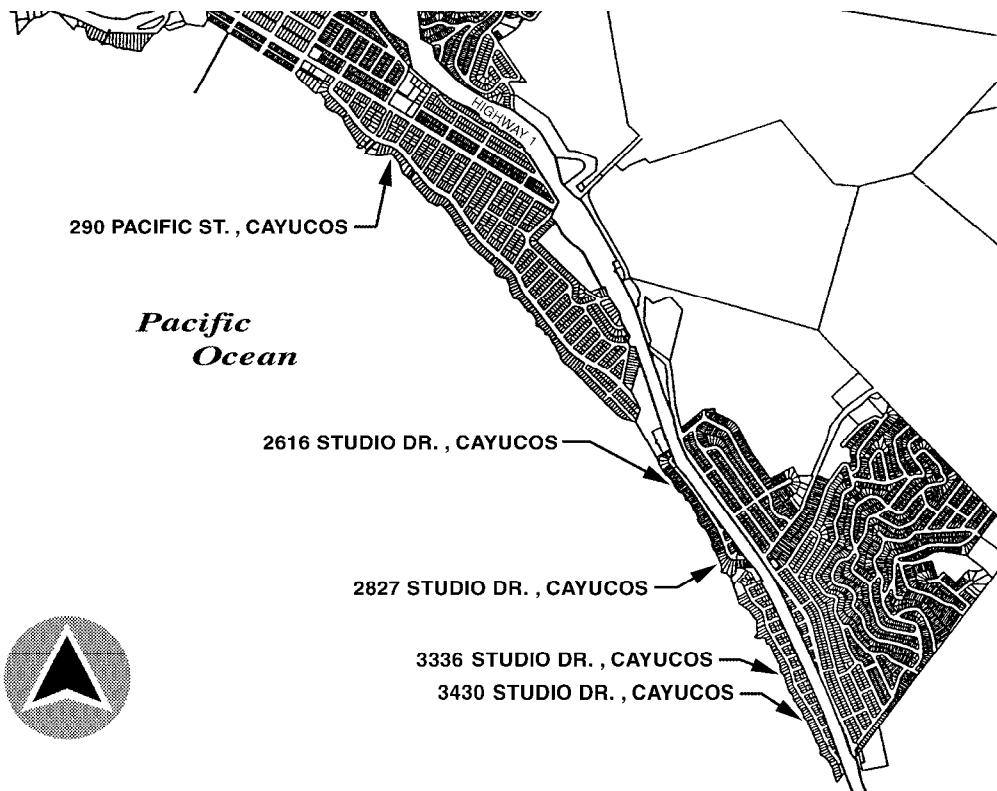 HIGHWAY 1
290 PACIFIC ST. , CAYUCOS
Pacific
Ocean
2616 STUDIO DR. , CAYUCOS
2827 STUDIO DR. , CAYUCOS
3336 STUDIO DR. , CAYUCOS
3430 STUDIO DR. , CAYUCOS